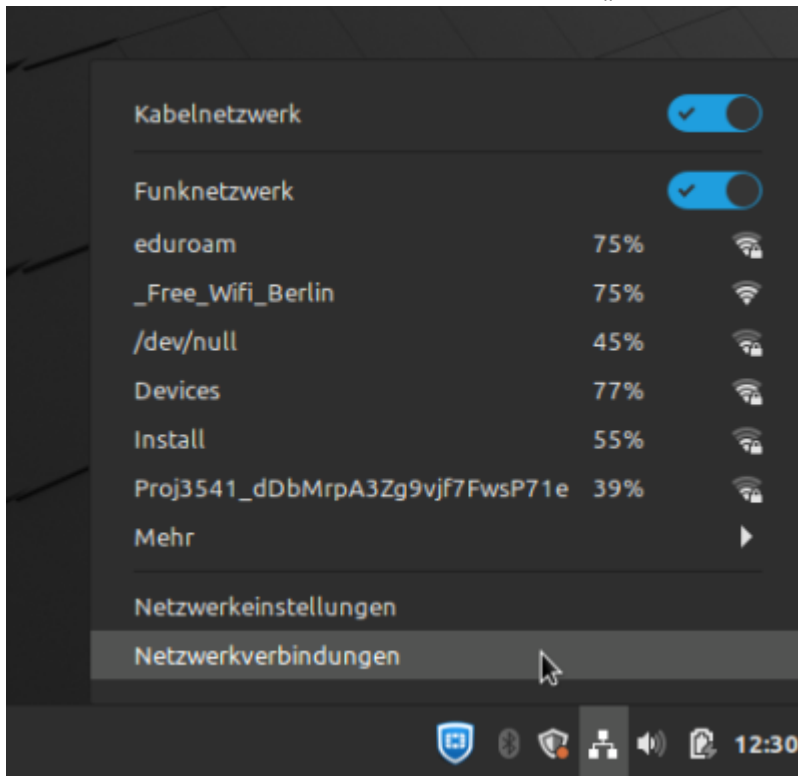 Kabelnetzwerk
Funknetzwerk
eduroam 75%
_Free_Wifi_Berlin 75%
/dev/null 45%
Devices 77%
Install 55%
Proj3541_dDbMrpA3Zg9vjf7FwsP71e 39%
Mehr
Netzwerkeinstellungen
Netzwerkverbindungen
12:30